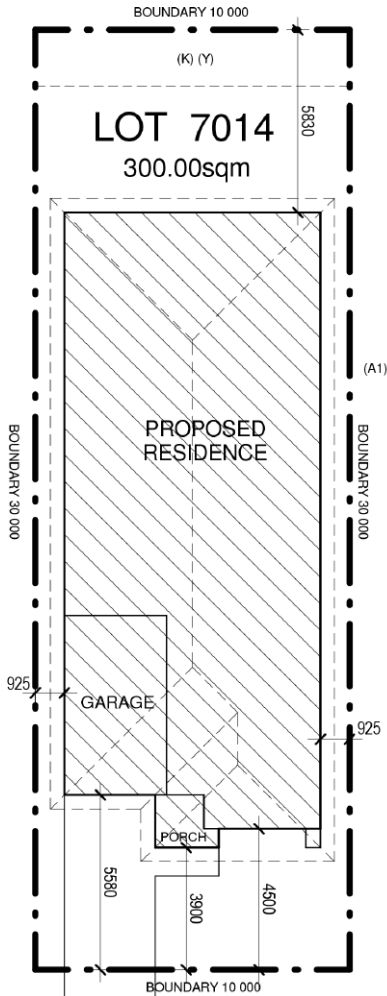 BOUNDARY 10 000
(K) (Y)
5830
LOT 7014
300.00sqm
(A1)
PROPOSED
RESIDENCE
BOUNDARY 30 000
BOUNDARY 30 000
925
GARAGE
925
PORCH
5580
3900
4500
BOUNDARY 10 000